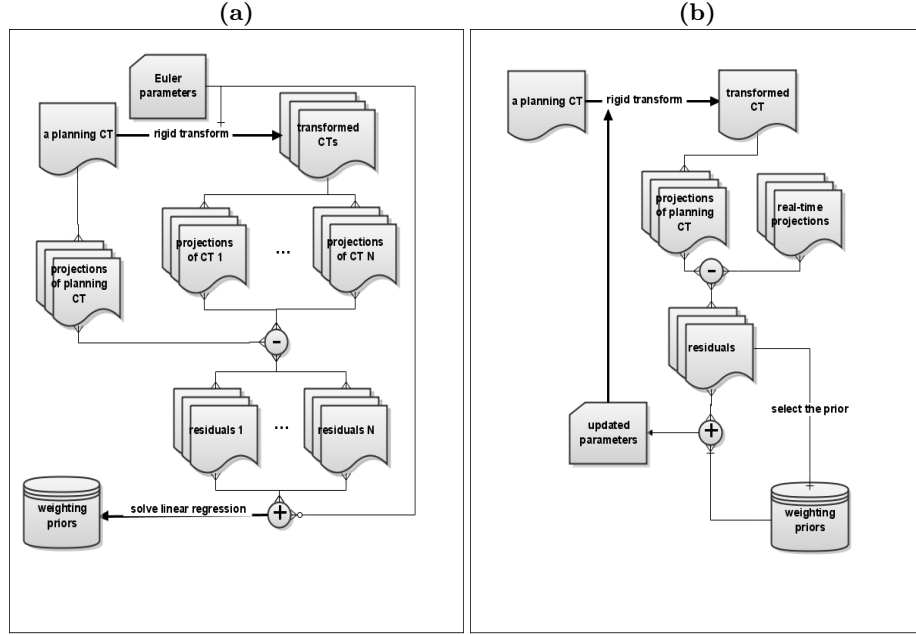 (a)
Euler
parameters
a planning CT
rigid transform
transformed
CTs
projections
of planning
CT
projections
of CT 1
...
projections
of CT N
-
residuals 1
...
residuals N
weighting
priors
solve linear regression
+
(b)
a planning CT
rigid transform
transformed
CT
projections
of planning
CT
real-time
projections
-
residuals
select the prior
updated
parameters
+
weighting
priors